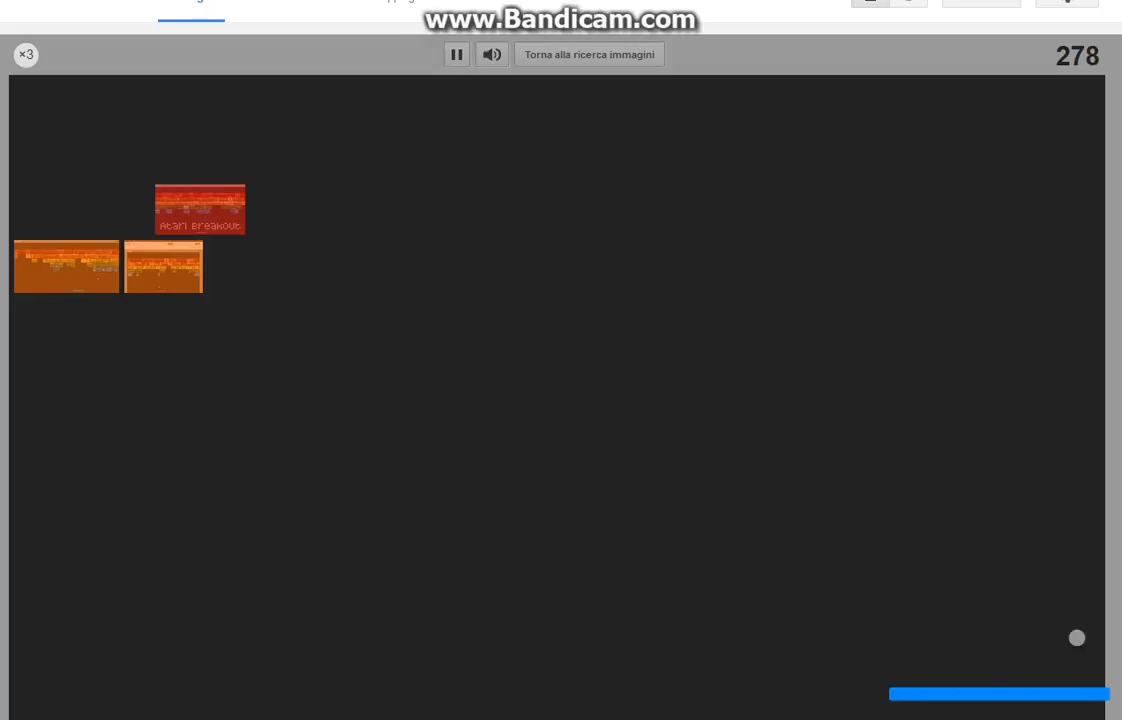 www.Bandicam.com
×3
Torna alla ricerca immagini
278
Atari Breakout